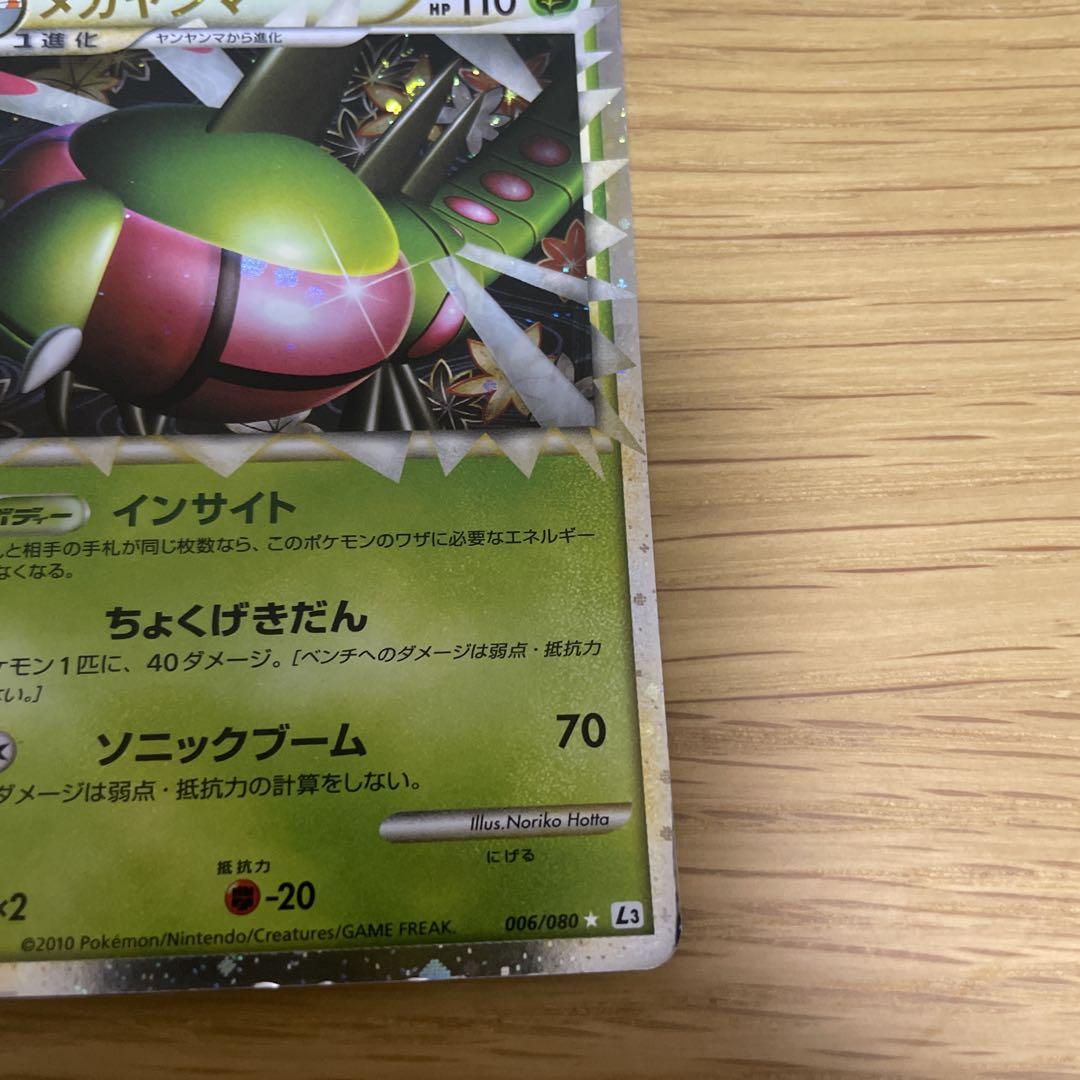 メガヤンマ HP 110
1進化 ヤンヤンマから進化
ボディー インサイト
と相手の手札が同じ枚数なら、このポケモンのワザに必要なエネルギー
なくなる。
ちょくげきだん
ケモン1匹に、40ダメージ。[ベンチへのダメージは弱点・抵抗力
ない。]
ソニックブーム 70
ダメージは弱点・抵抗力の計算をしない。
Illus.Noriko Hotta
にげる
抵抗力
×2 -20
006/080 ★ L3
©2010 Pokémon/Nintendo/Creatures/GAME FREAK.